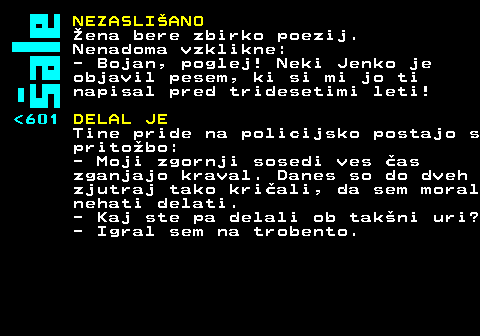 Šale
NEZASLIŠANO
Žena bere zbirko poezij.
Nenadoma vzklikne:
- Bojan, poglej! Neki Jenko je
objavil pesem, ki si mi jo ti
napisal pred tridesetimi leti!
<601 DELAL JE
Tine pride na policijsko postajo s
pritožbo:
- Moji zgornji sosedi ves čas
zganjajo kraval. Danes so do dveh
zjutraj tako kričali, da sem moral
nehati delati.
- Kaj ste pa delali ob takšni uri?
- Igral sem na trobento.